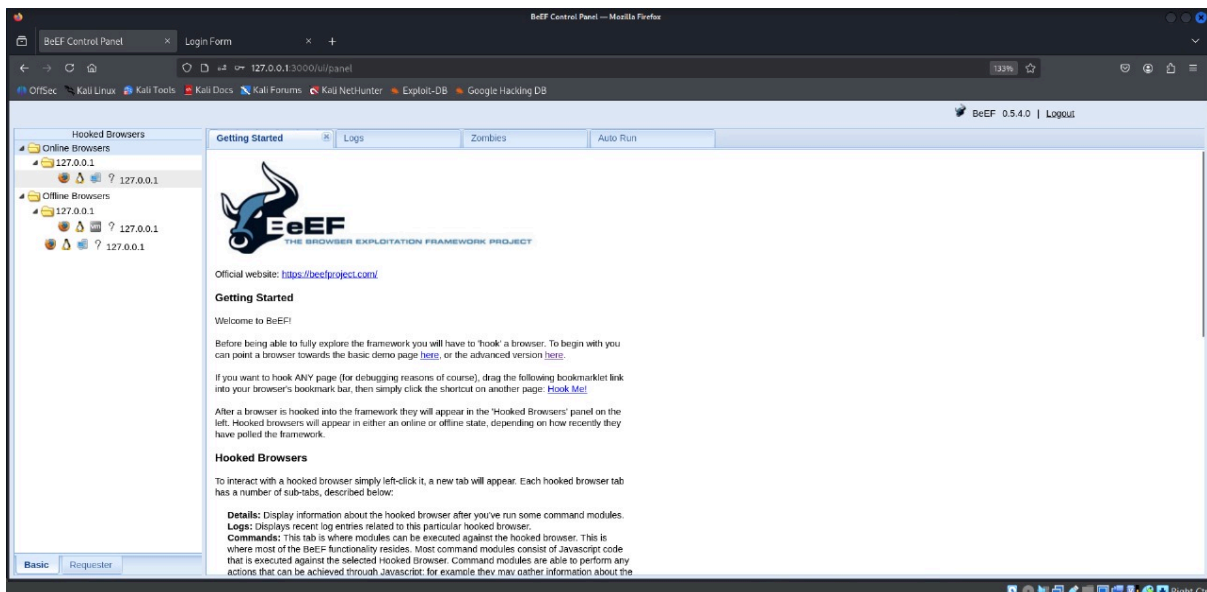 BeEF Control Panel — Mozilla Firefox
BeEF Control Panel
Login Form
127.0.0.1:3000/ui/panel
133%
OffSec
Kali Linux
Kali Tools
Kali Docs
Kali Forums
Kali NetHunter
Exploit-DB
Google Hacking DB
BeEF 0.5.4.0 | Logout
Hooked Browsers
Online Browsers
127.0.0.1
? 127.0.0.1
Offline Browsers
127.0.0.1
? 127.0.0.1
? 127.0.0.1
Basic
Requester
Getting Started
Logs
Zombies
Auto Run
BeEF
THE BROWSER EXPLOITATION FRAMEWORK PROJECT
Official website: https://beefproject.com/
Getting Started
Welcome to BeEF!
Before being able to fully explore the framework you will have to 'hook' a browser. To begin with you
can point a browser towards the basic demo page here, or the advanced version here.
If you want to hook ANY page (for debugging reasons of course), drag the following bookmarklet link
into your browser's bookmark bar, then simply click the shortcut on another page: Hook Me!
After a browser is hooked into the framework they will appear in the 'Hooked Browsers' panel on the
left. Hooked browsers will appear in either an online or offline state, depending on how recently they
have polled the framework.
Hooked Browsers
To interact with a hooked browser simply left-click it, a new tab will appear. Each hooked browser tab
has a number of sub-tabs, described below:
Details: Display information about the hooked browser after you've run some command modules.
Logs: Displays recent log entries related to this particular hooked browser.
Commands: This tab is where modules can be executed against the hooked browser. This is
where most of the BeEF functionality resides. Most command modules consist of Javascript code
that is executed against the selected Hooked Browser. Command modules are able to perform any
actions that can be achieved through Javascript: for example they may gather information about the
Right Ct